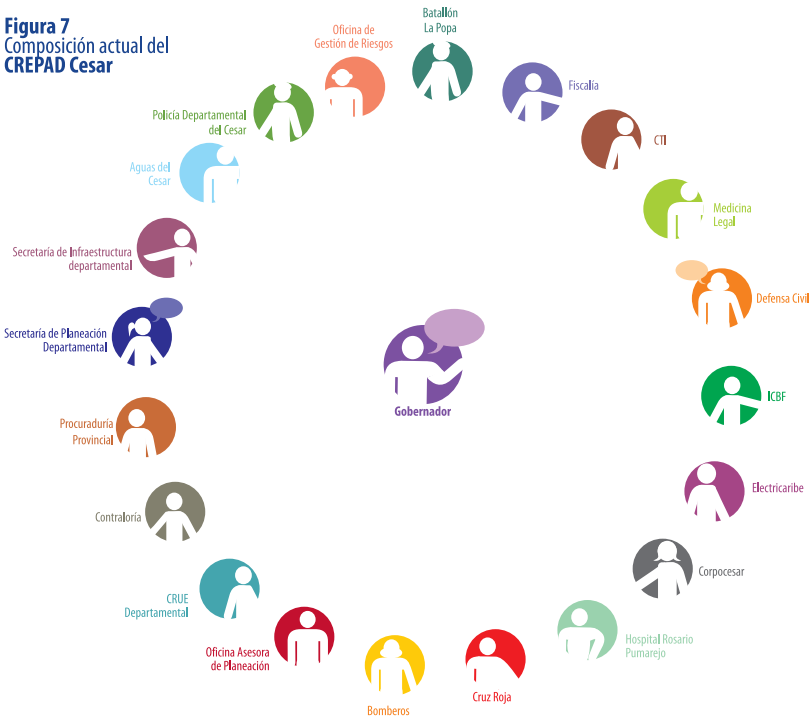 Figura 7
Composición actual del
CREPAD Cesar
Batallón
La Popa
Oficina de
Gestión de Riesgos
Fiscalía
Policía Departamental
del Cesar
CTI
Aguas del
Cesar
Medicina
Legal
Secretaría de Infraestructura
departamental
Defensa Civil
Secretaría de Planeación
Departamental
Gobernador
ICBF
Procuraduría
Provincial
Electricaribe
Contraloría
Corpocesar
CRUE
Departamental
Hospital Rosario
Pumarejo
Oficina Asesora
de Planeación
Cruz Roja
Bomberos